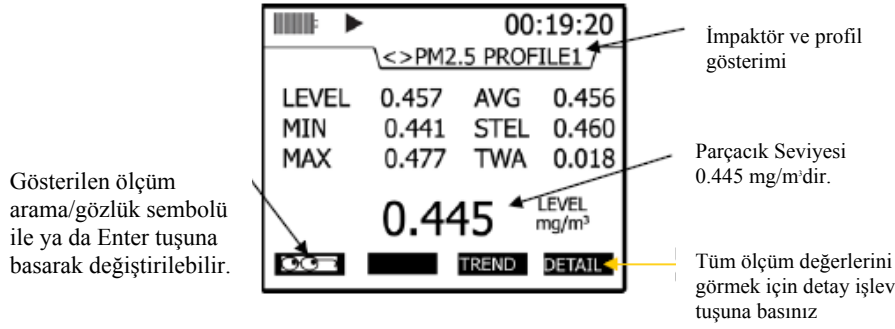 00:19:20
<>PM2.5 PROFILE1
LEVEL 0.457 AVG 0.456
MIN 0.441 STEL 0.460
MAX 0.477 TWA 0.018
0.445 LEVEL
mg/m³
TREND DETAIL
İmpaktör ve profil
gösterimi
Parçacık Seviyesi
0.445 mg/m³dir.
Gösterilen ölçüm
arama/gözlük sembolü
ile ya da Enter tuşuna
basarak değiştirilebilir.
Tüm ölçüm değerlerini
görmek için detay işlev
tuşuna basınız